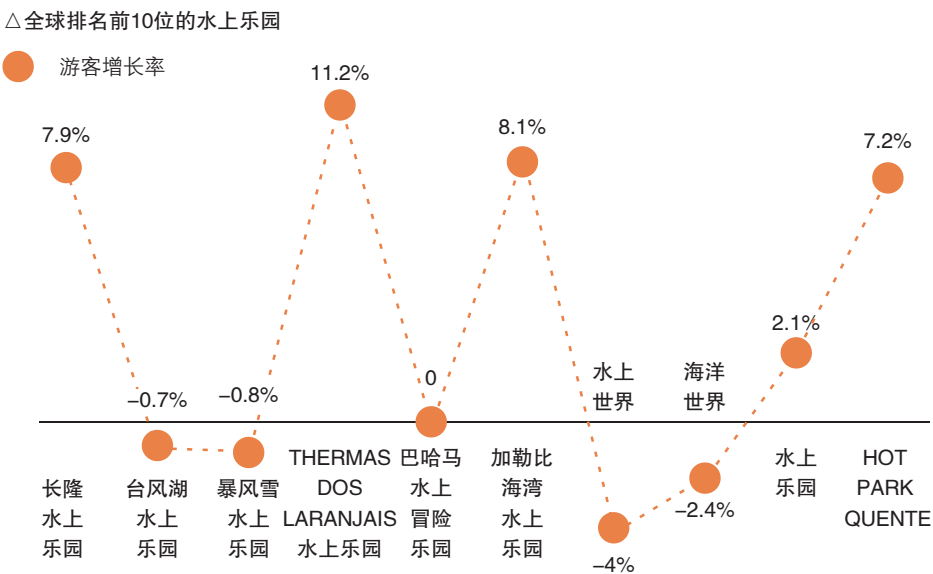 △全球排名前10位的水上乐园
游客增长率
7.9%
−0.7%
−0.8%
11.2%
0
8.1%
−4%
−2.4%
2.1%
7.2%
长隆
水上
乐园
台风湖
水上
乐园
暴风雪
水上
乐园
THERMAS
DOS
LARANJAIS
水上乐园
巴哈马
水上
冒险
乐园
加勒比
海湾
水上
乐园
水上
世界
海洋
世界
水上
乐园
HOT
PARK
QUENTE